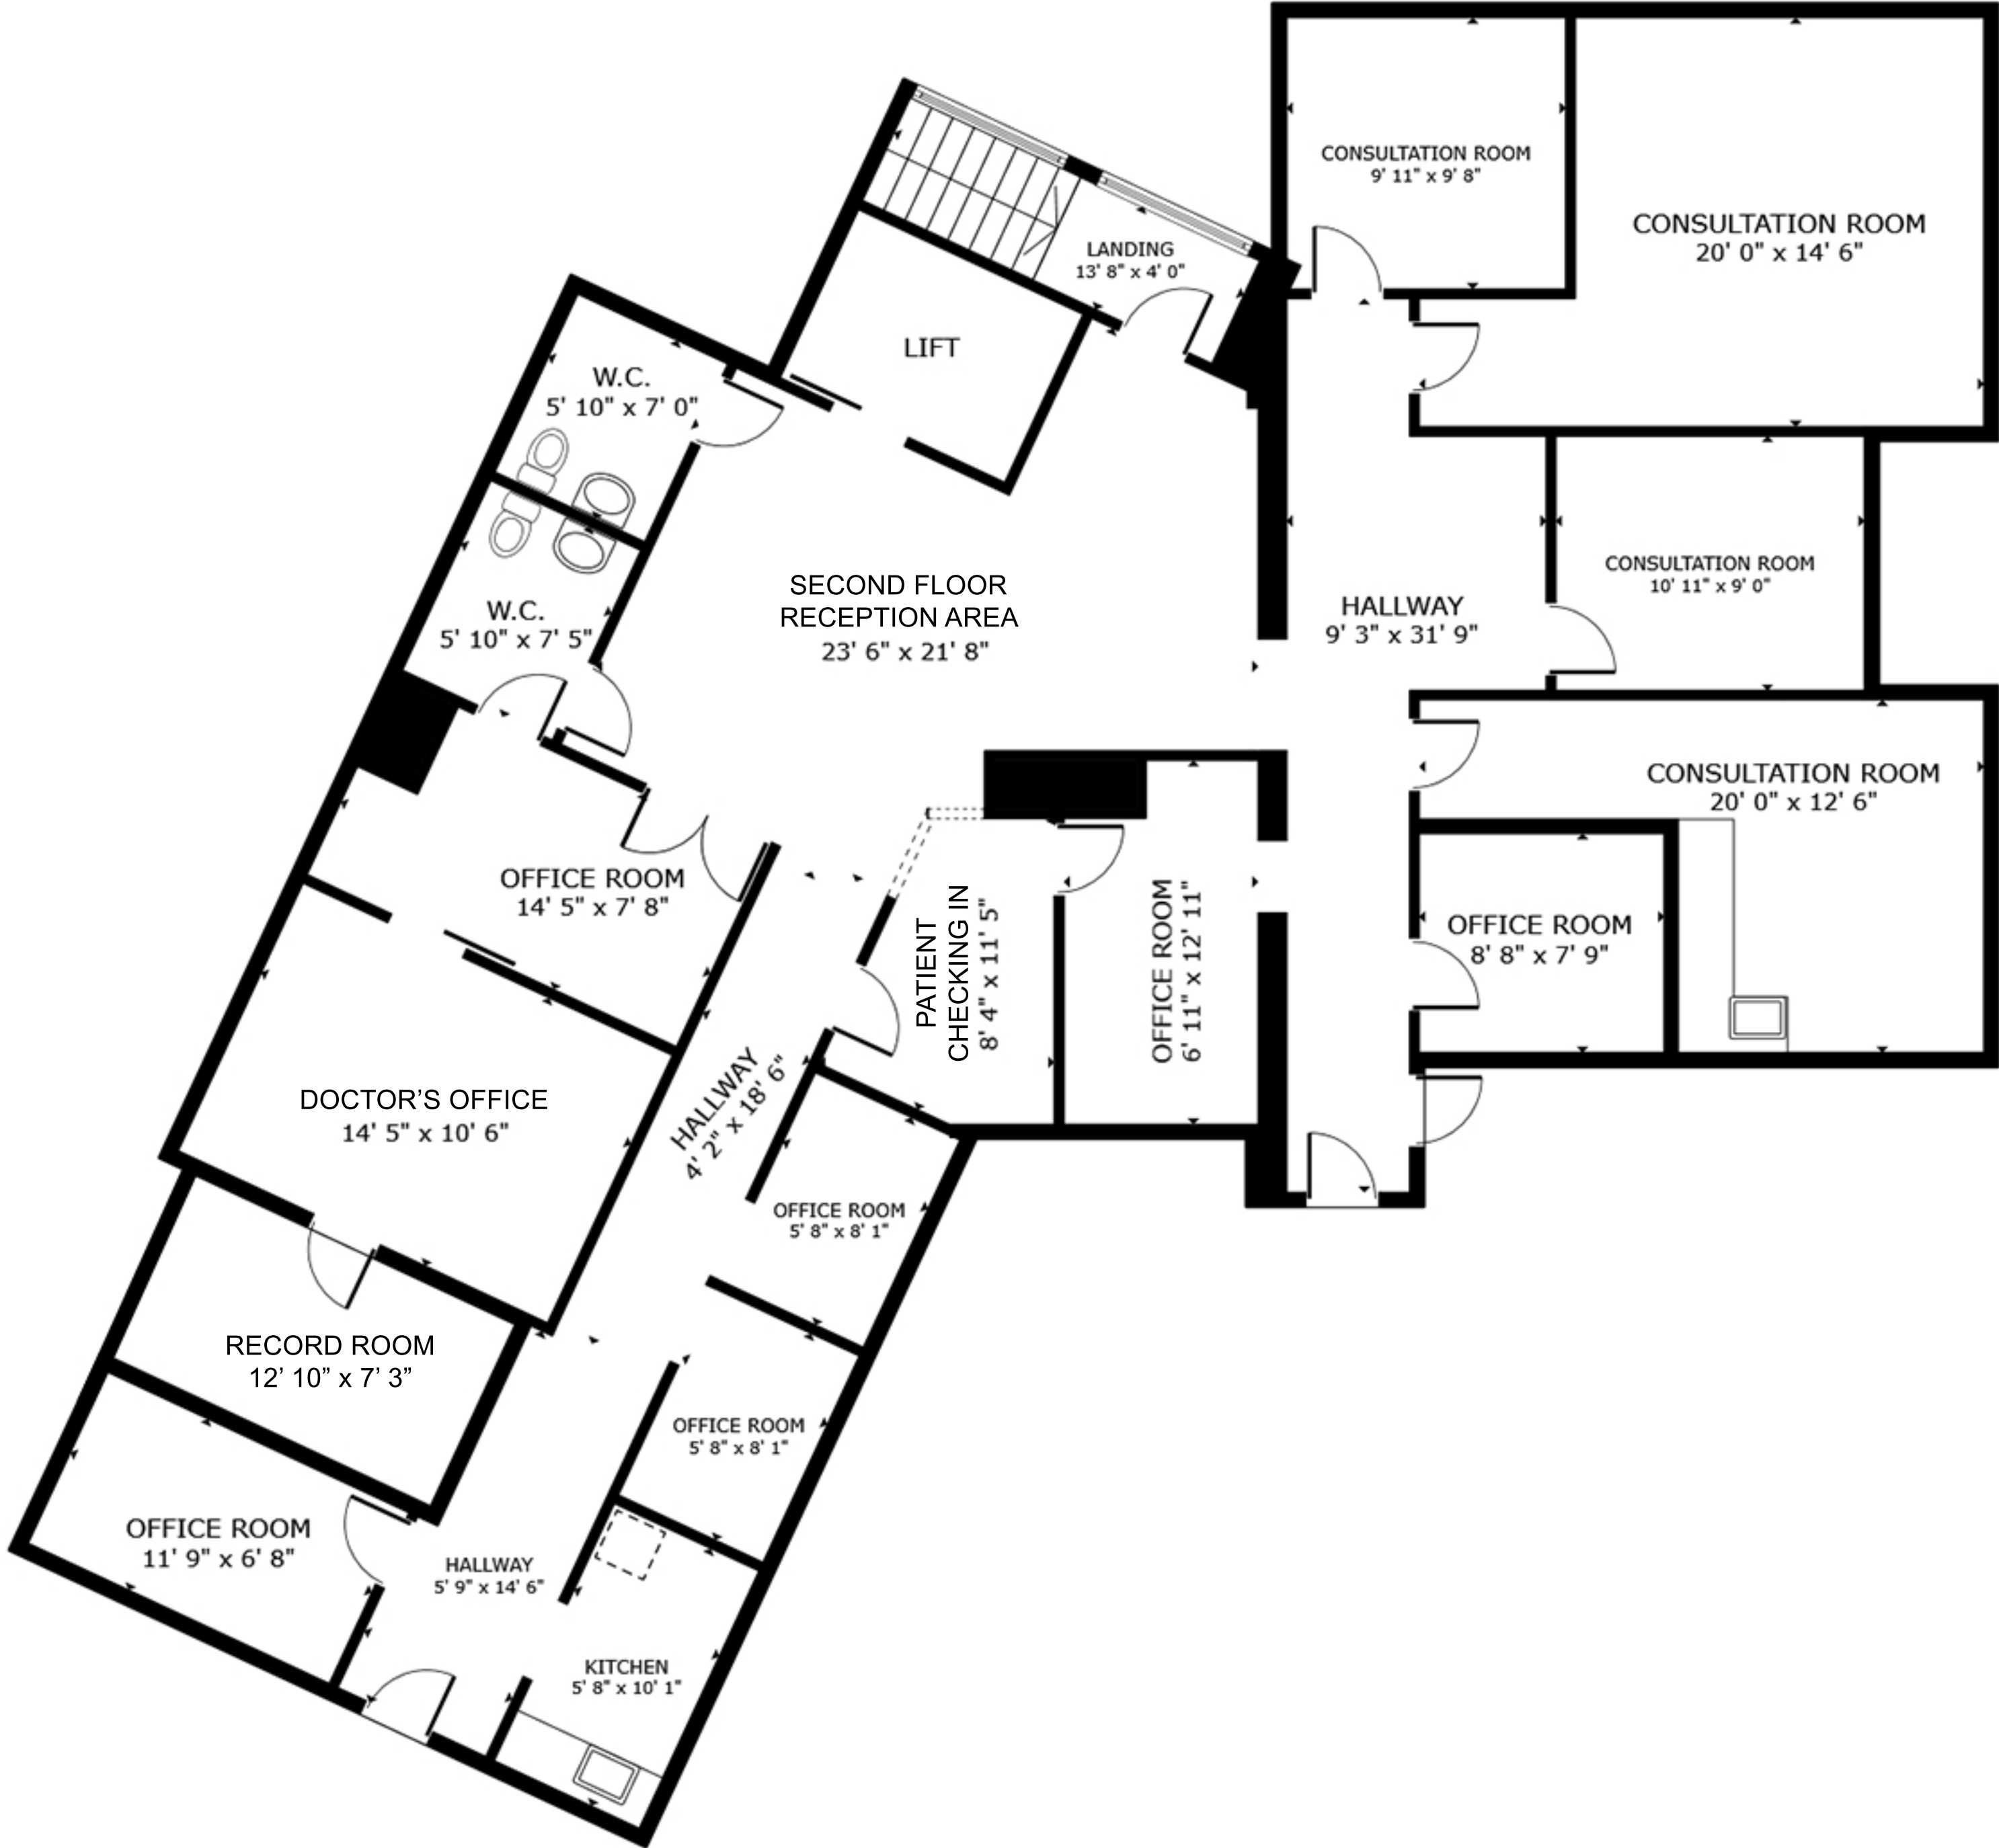 CONSULTATION ROOM
9' 11" x 9' 8"
CONSULTATION ROOM
20' 0" x 14' 6"
LANDING
13' 8" x 4' 0"
LIFT
W.C.
5' 10" x 7' 0"
W.C.
5' 10" x 7' 5"
SECOND FLOOR
RECEPTION AREA
23' 6" x 21' 8"
HALLWAY
9' 3" x 31' 9"
CONSULTATION ROOM
10' 11" x 9' 0"
CONSULTATION ROOM
20' 0" x 12' 6"
OFFICE ROOM
14' 5" x 7' 8"
PATIENT
CHECKING IN
8' 4" x 11' 5"
OFFICE ROOM
6' 11" x 12' 11"
OFFICE ROOM
8' 8" x 7' 9"
DOCTOR’S OFFICE
14' 5" x 10' 6"
HALLWAY
4' 2" x 18' 6"
OFFICE ROOM
5' 8" x 8' 1"
RECORD ROOM
12’ 10” x 7’ 3”
OFFICE ROOM
5' 8" x 8' 1"
OFFICE ROOM
11' 9" x 6' 8"
HALLWAY
5' 9" x 14' 6"
KITCHEN
5' 8" x 10' 1"